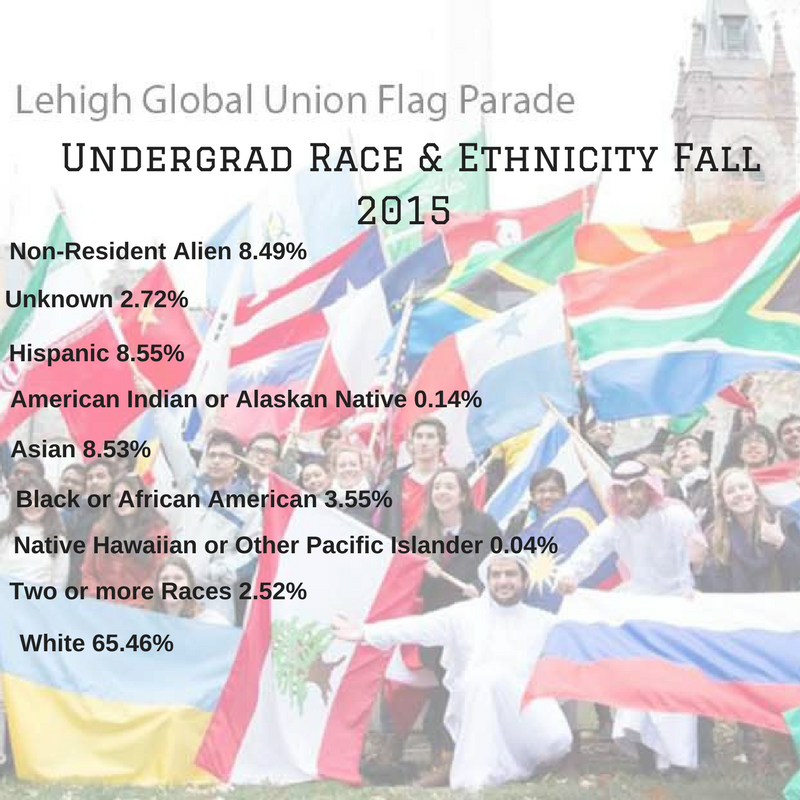 Lehigh Global Union Flag Parade
Undergrad Race & Ethnicity Fall
2015
Non-Resident Alien 8.49%
Unknown 2.72%
Hispanic 8.55%
American Indian or Alaskan Native 0.14%
Asian 8.53%
Black or African American 3.55%
Native Hawaiian or Other Pacific Islander 0.04%
Two or more Races 2.52%
White 65.46%